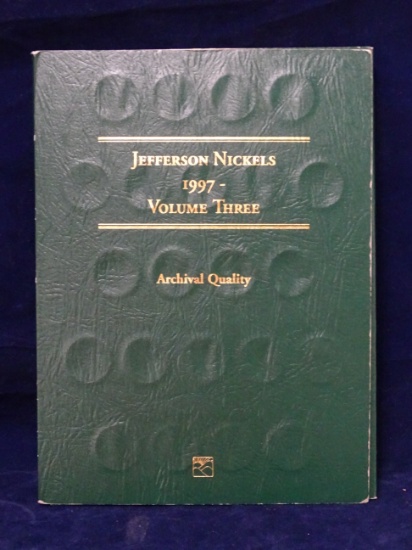 Jefferson Nickels
1997 -
Volume Three
Archival Quality